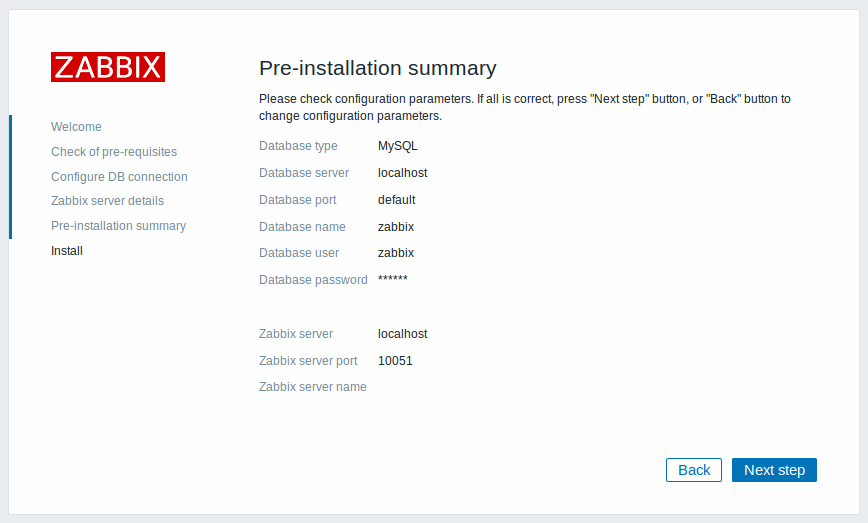 ZABBIX
Welcome
Check of pre-requisites
Configure DB connection
Zabbix server details
Pre-installation summary
Install
Pre-installation summary
Please check configuration parameters. If all is correct, press "Next step" button, or "Back" button to
change configuration parameters.
Database type MySQL
Database server localhost
Database port default
Database name zabbix
Database user zabbix
Database password ******
Zabbix server localhost
Zabbix server port 10051
Zabbix server name
Back Next step